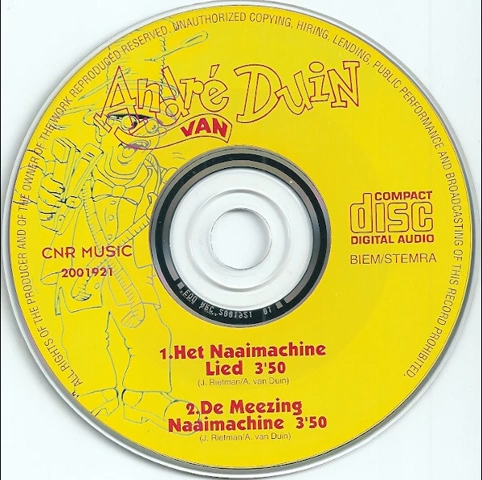 ALL RIGHTS OF THE PRODUCER AND OF THE OWNER OF THE WORK REPRODUCED RESERVED. UNAUTHORIZED COPYING, HIRING, LENDING, PUBLIC PERFORMANCE AND BROADCASTING OF THIS RECORD PROHIBITED.
André
VAN
Duin
CNR MUSIC
2001921
COMPACT
disc
DIGITAL AUDIO
BIEM/STEMRA
1.Het Naaimachine
Lied 3'50
(J. Rietman/A. van Duin)
2.De Meezing
Naaimachine 3'50
(J. Rietman/A. van Duin)